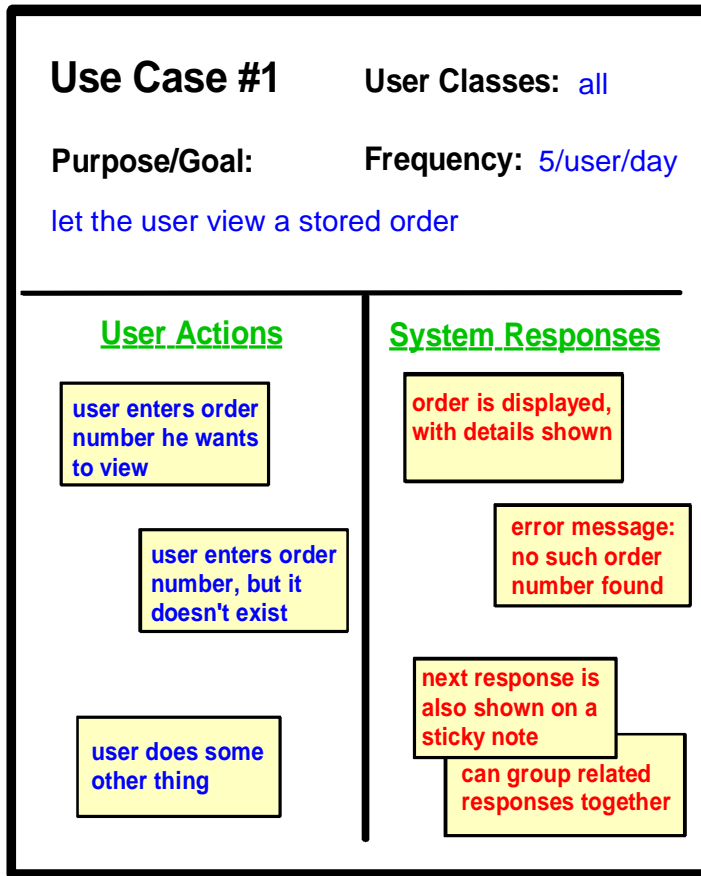 Use Case #1
User Classes: all
Purpose/Goal:
Frequency: 5/user/day
let the user view a stored order
User Actions
System Responses
user enters order
number he wants
to view
order is displayed,
with details shown
user enters order
number, but it
doesn't exist
error message:
no such order
number found
user does some
other thing
next response is
also shown on a
sticky note
can group related
responses together